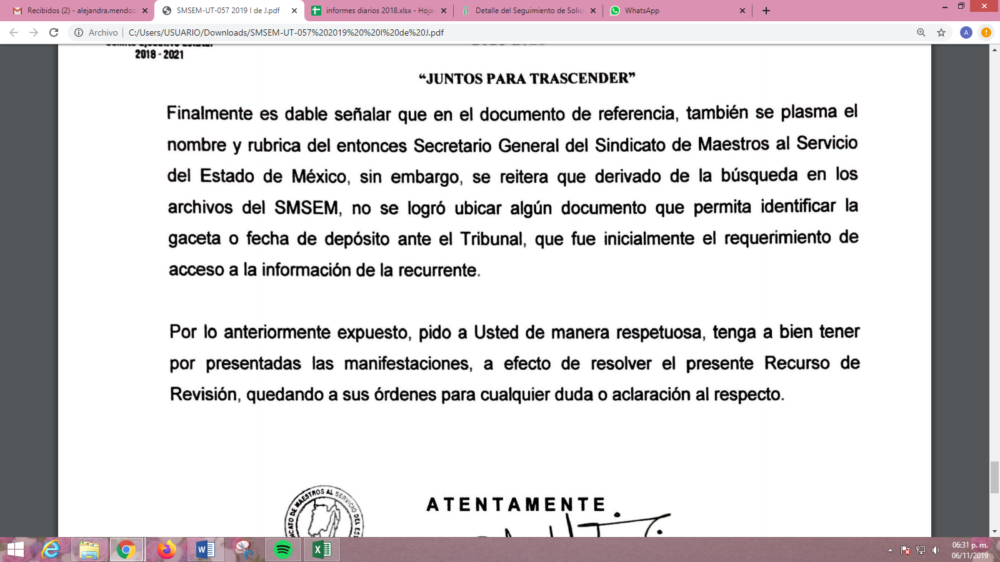 Recibidos (2) - alejandra.mendoz
SMSEM-UT-057 2019 I de J.pdf
informes diarios 2018.xlsx - Hoja
Detalle del Seguimiento de Solici
WhatsApp
Archivo
C:/Users/USUARIO/Downloads/SMSEM-UT-057%202019%20%20I%20de%20J.pdf
A
2018 - 2021
“JUNTOS PARA TRASCENDER”
Finalmente es dable señalar que en el documento de referencia, también se plasma el
nombre y rubrica del entonces Secretario General del Sindicato de Maestros al Servicio
del Estado de México, sin embargo, se reitera que derivado de la búsqueda en los
archivos del SMSEM, no se logró ubicar algún documento que permita identificar la
gaceta o fecha de depósito ante el Tribunal, que fue inicialmente el requerimiento de
acceso a la información de la recurrente.
Por lo anteriormente expuesto, pido a Usted de manera respetuosa, tenga a bien tener
por presentadas las manifestaciones, a efecto de resolver el presente Recurso de
Revisión, quedando a sus órdenes para cualquier duda o aclaración al respecto.
ATENTAMENTE
DE MAESTROS AL SERVICIO DEL
06:31 p. m.
06/11/2019